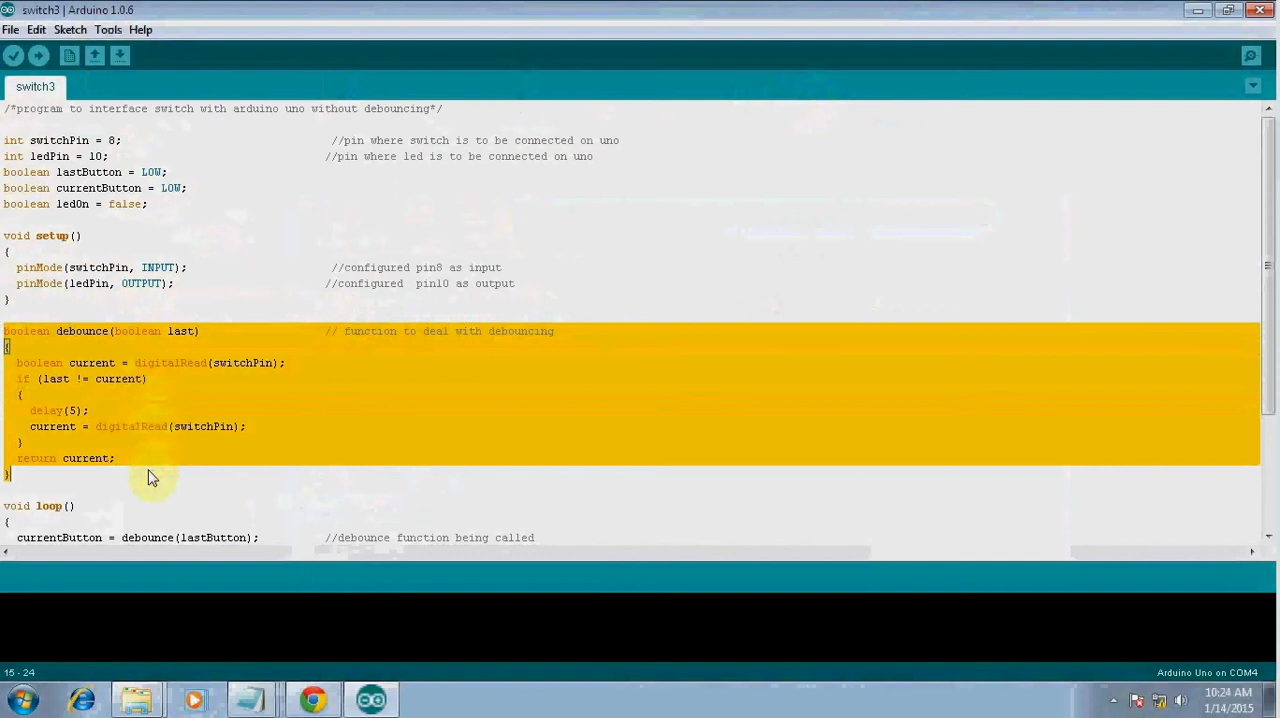 switch3 | Arduino 1.0.6
File Edit Sketch Tools Help
switch3
/*program to interface switch with arduino uno without debouncing*/
int switchPin = 8; //pin where switch is to be connected on uno
int ledPin = 10; //pin where led is to be connected on uno
boolean lastButton = LOW;
boolean currentButton = LOW;
boolean ledOn = false;
void setup()
{
pinMode(switchPin, INPUT); //configured pin8 as input
pinMode(ledPin, OUTPUT); //configured  pin10 as output
}
boolean debounce(boolean last) // function to deal with debouncing
{
boolean current = digitalRead(switchPin);
if (last != current)
{
delay(5);
current = digitalRead(switchPin);
}
return current;
}
void loop()
{
currentButton = debounce(lastButton); //debounce function being called
15 - 24 Arduino Uno on COM4
10:24 AM
1/14/2015